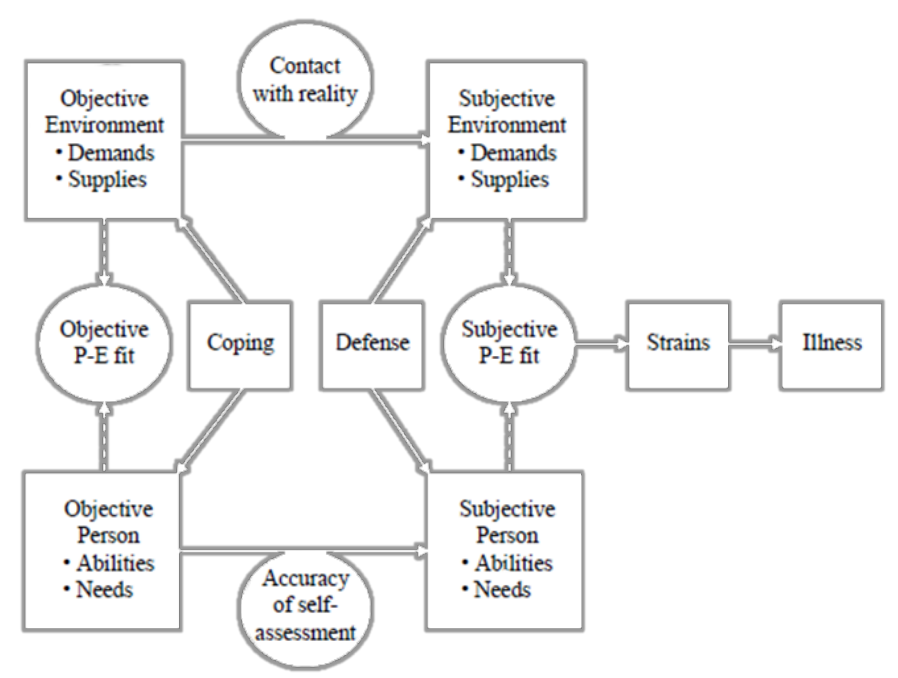 Contact
with reality
Objective
Environment
• Demands
• Supplies
Subjective
Environment
• Demands
• Supplies
Objective
P-E fit
Coping
Defense
Subjective
P-E fit
Strains
Illness
Objective
Person
• Abilities
• Needs
Accuracy
of self-
assessment
Subjective
Person
• Abilities
• Needs